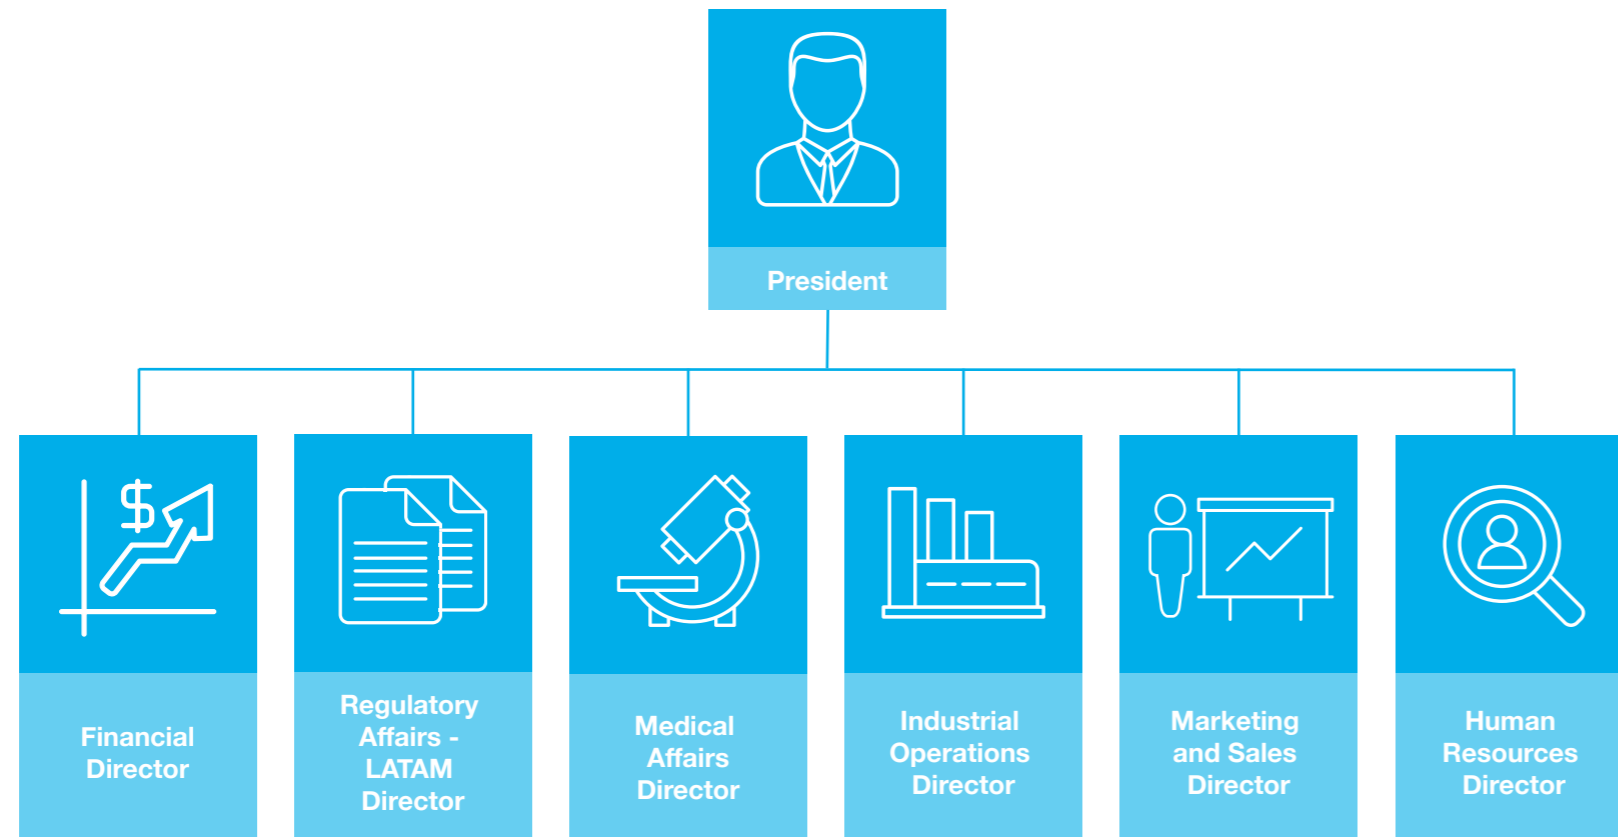 President
$
Financial
Director
Regulatory
Affairs -
LATAM
Director
Medical
Affairs
Director
Industrial
Operations
Director
Marketing
and Sales
Director
Human
Resources
Director